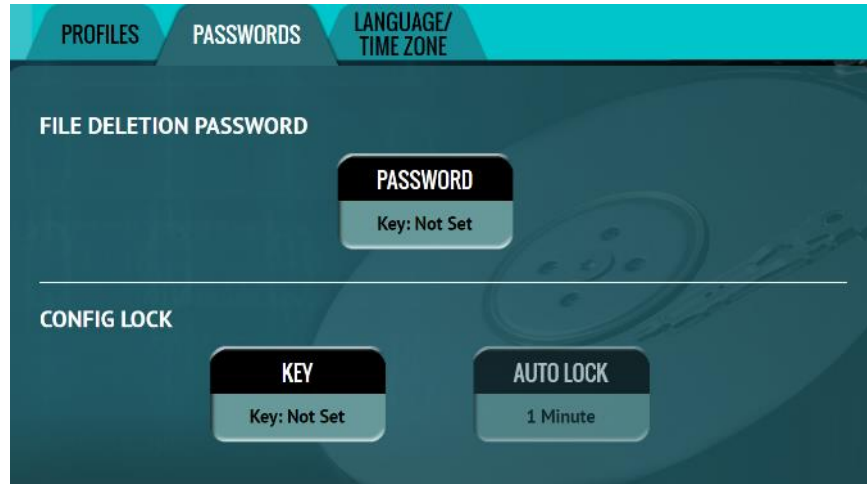 PROFILES
PASSWORDS
LANGUAGE/
TIME ZONE
FILE DELETION PASSWORD
PASSWORD
Key: Not Set
CONFIG LOCK
KEY
AUTO LOCK
Key: Not Set
1 Minute